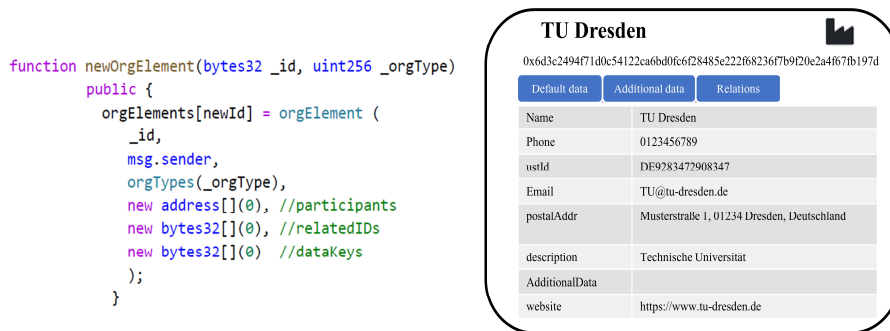 function newOrgElement(bytes32 _id, uint256 _orgType)
public {
orgElements[newId] = orgElement (
_id,
msg.sender,
orgTypes(_orgType),
new address[](0), //participants
new bytes32[](0), //relatedIDs
new bytes32[](0) //dataKeys
);
}
TU Dresden
0x6d3c2494f71d0c54122ca6bd0fc6f28485e222f68236f7b9f20e2a4f67fb197d
Default data Additional data Relations
Name TU Dresden
Phone 0123456789
ustId DE9283472908347
Email TU@tu-dresden.de
postalAddr Musterstraße 1, 01234 Dresden, Deutschland
description Technische Universität
AdditionalData
website https://www.tu-dresden.de